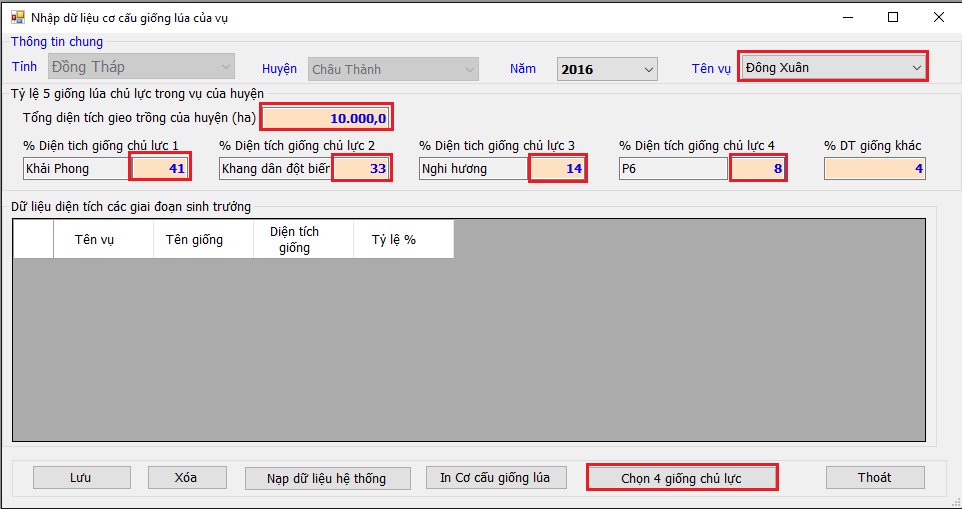 Nhập dữ liệu cơ cấu giống lúa của vụ
Thông tin chung
Tỉnh Đồng Tháp Huyện Châu Thành Năm 2016 Tên vụ Đông Xuân
Tỷ lệ 5 giống lúa chủ lực trong vụ của huyện
Tổng diện tích gieo trồng của huyện (ha) 10.000,0
% Diện tích giống chủ lực 1 % Diện tích giống chủ lực 2 % Diện tich giống chủ lực 3 % Diện tích giống chủ lực 4 % DT giống khác
Khải Phong 41 Khang dân đột biến 33 Nghi hương 14 P6 8 4
Dữ liệu diện tích các giai đoạn sinh trưởng
Tên vụ Tên giống Diện tích giống Tỷ lệ %
Lưu Xóa Nạp dữ liệu hệ thống In Cơ cấu giống lúa Chọn 4 giống chủ lực Thoát